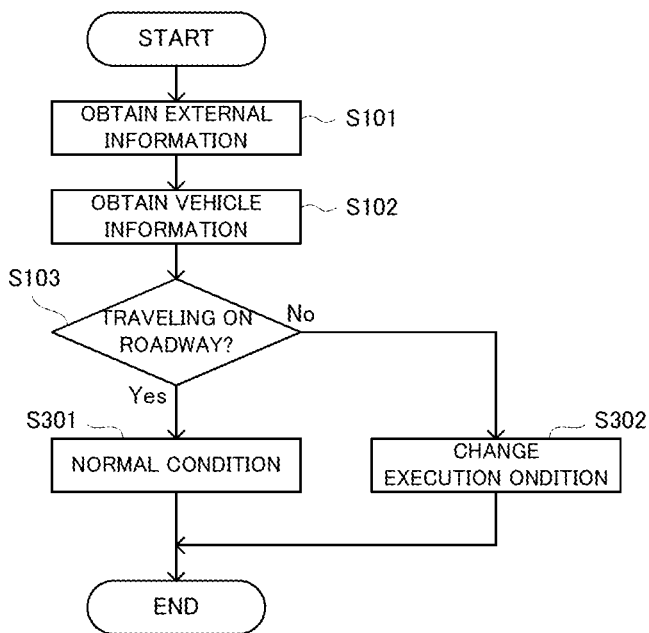 START
OBTAIN EXTERNAL
INFORMATION
S101
OBTAIN VEHICLE
INFORMATION
S102
S103
TRAVELING ON
ROADWAY?
No
Yes
S301
NORMAL CONDITION
S302
CHANGE
EXECUTION ONDITION
END